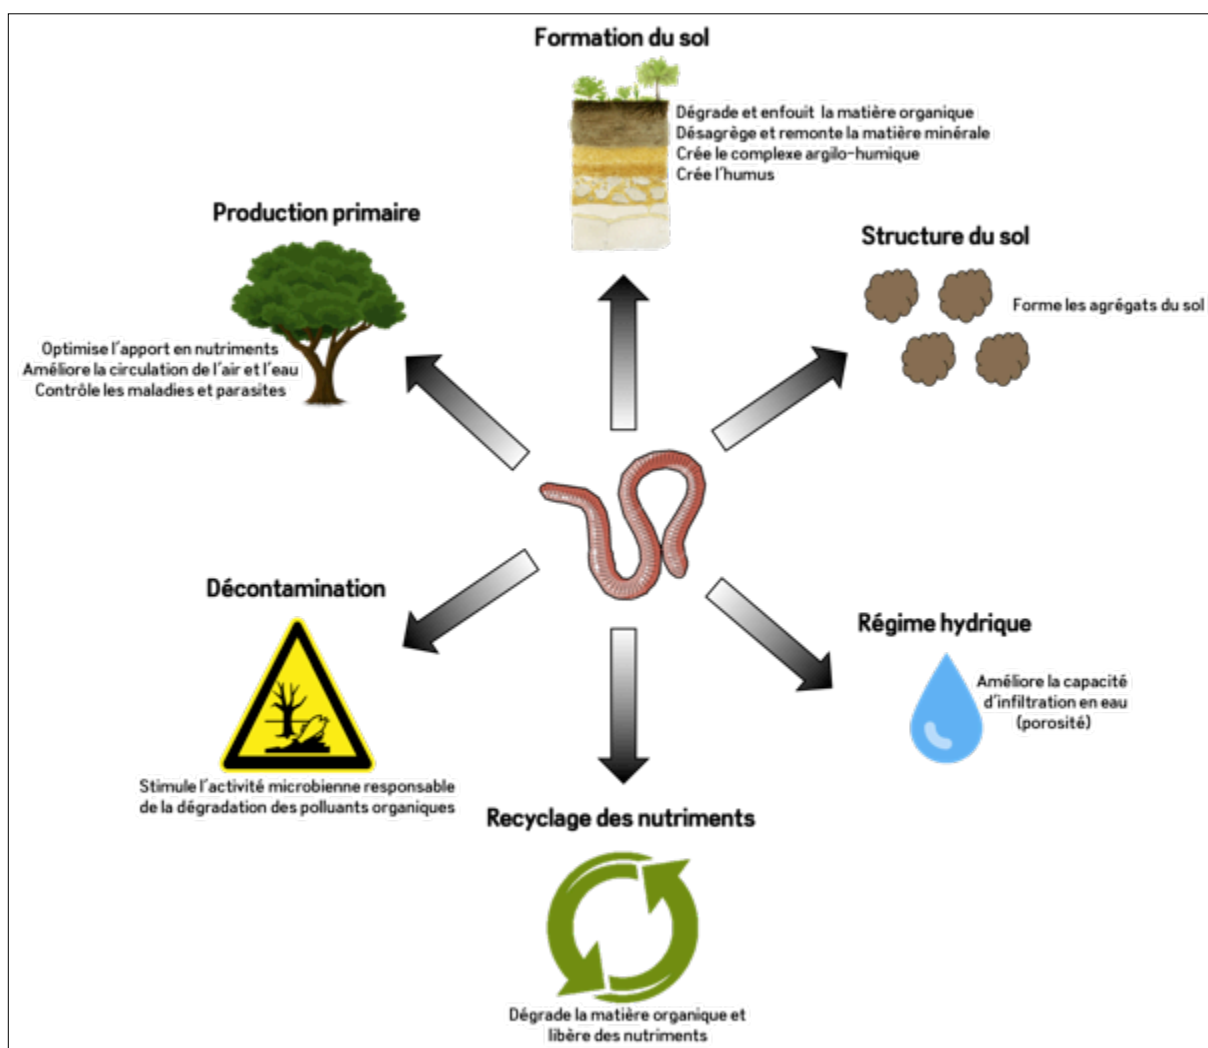 Formation du sol
Dégrade et enfouit la matière organique
Désagrège et remonte la matière minérale
Crée le complexe argilo-humique
Crée l'humus
Production primaire
Optimise l'apport en nutriments
Améliore la circulation de l'air et l'eau
Contrôle les maladies et parasites
Structure du sol
Forme les agrégats du sol
Décontamination
Stimule l'activité microbienne responsable
de la dégradation des polluants organiques
Régime hydrique
Améliore la capacité
d'infiltration en eau
(porosité)
Recyclage des nutriments
Dégrade la matière organique et
libère des nutriments